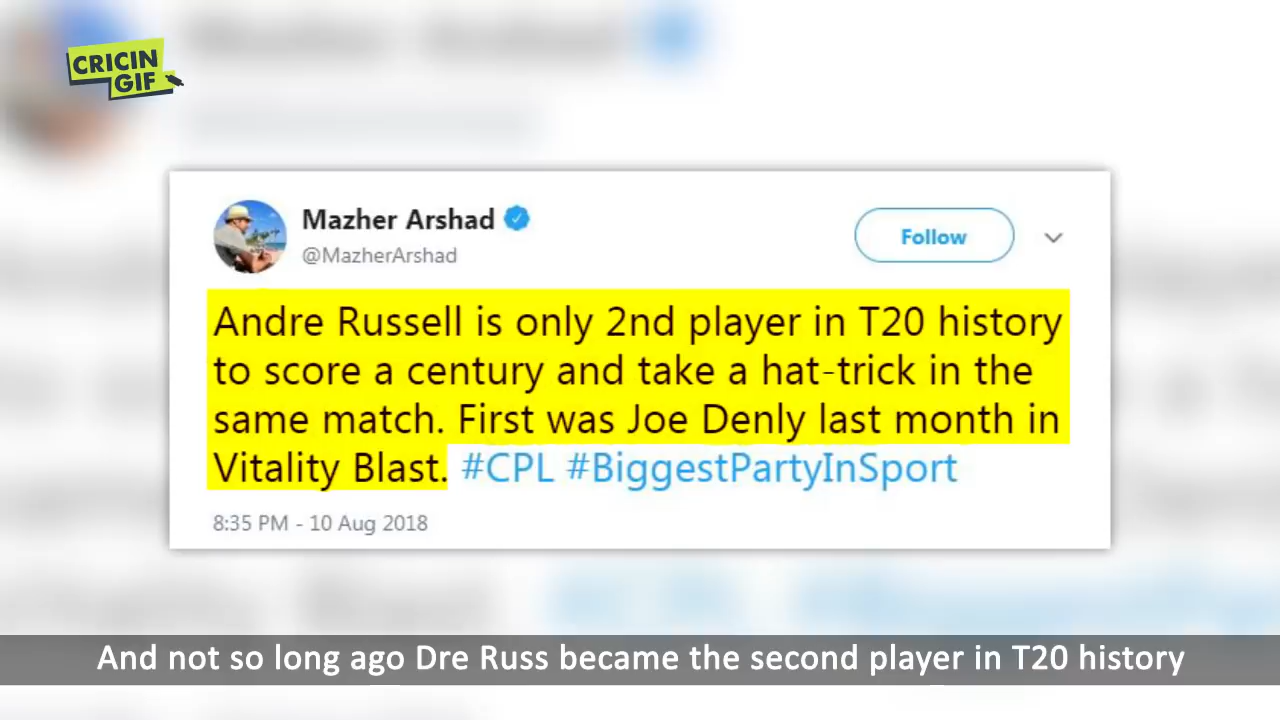 CRICIN
GIF
Mazher Arshad
@MazherArshad
Follow
Andre Russell is only 2nd player in T20 history
to score a century and take a hat-trick in the
same match. First was Joe Denly last month in
Vitality Blast. #CPL #BiggestPartyInSport
8:35 PM - 10 Aug 2018
And not so long ago Dre Russ became the second player in T20 history